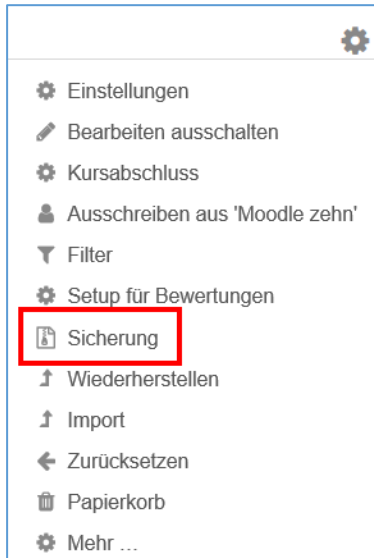 Einstellungen
Bearbeiten ausschalten
Kursabschluss
Ausschreiben aus 'Moodle zehn'
Filter
Setup für Bewertungen
Sicherung
Wiederherstellen
Import
Zurücksetzen
Papierkorb
Mehr ...